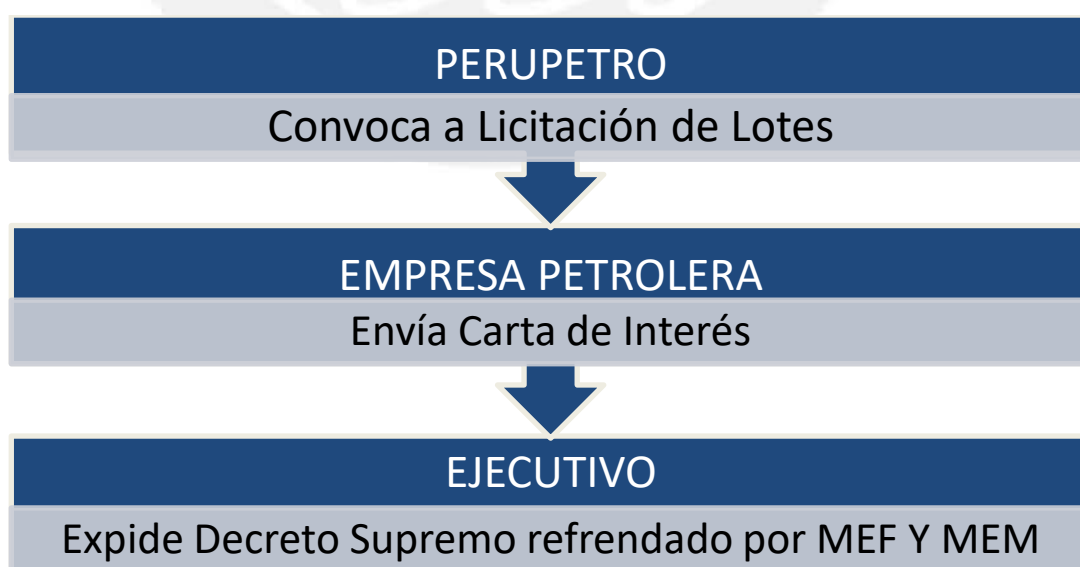 PERUPETRO
Convoca a Licitación de Lotes
EMPRESA PETROLERA
Envía Carta de Interés
EJECUTIVO
Expide Decreto Supremo refrendado por MEF Y MEM